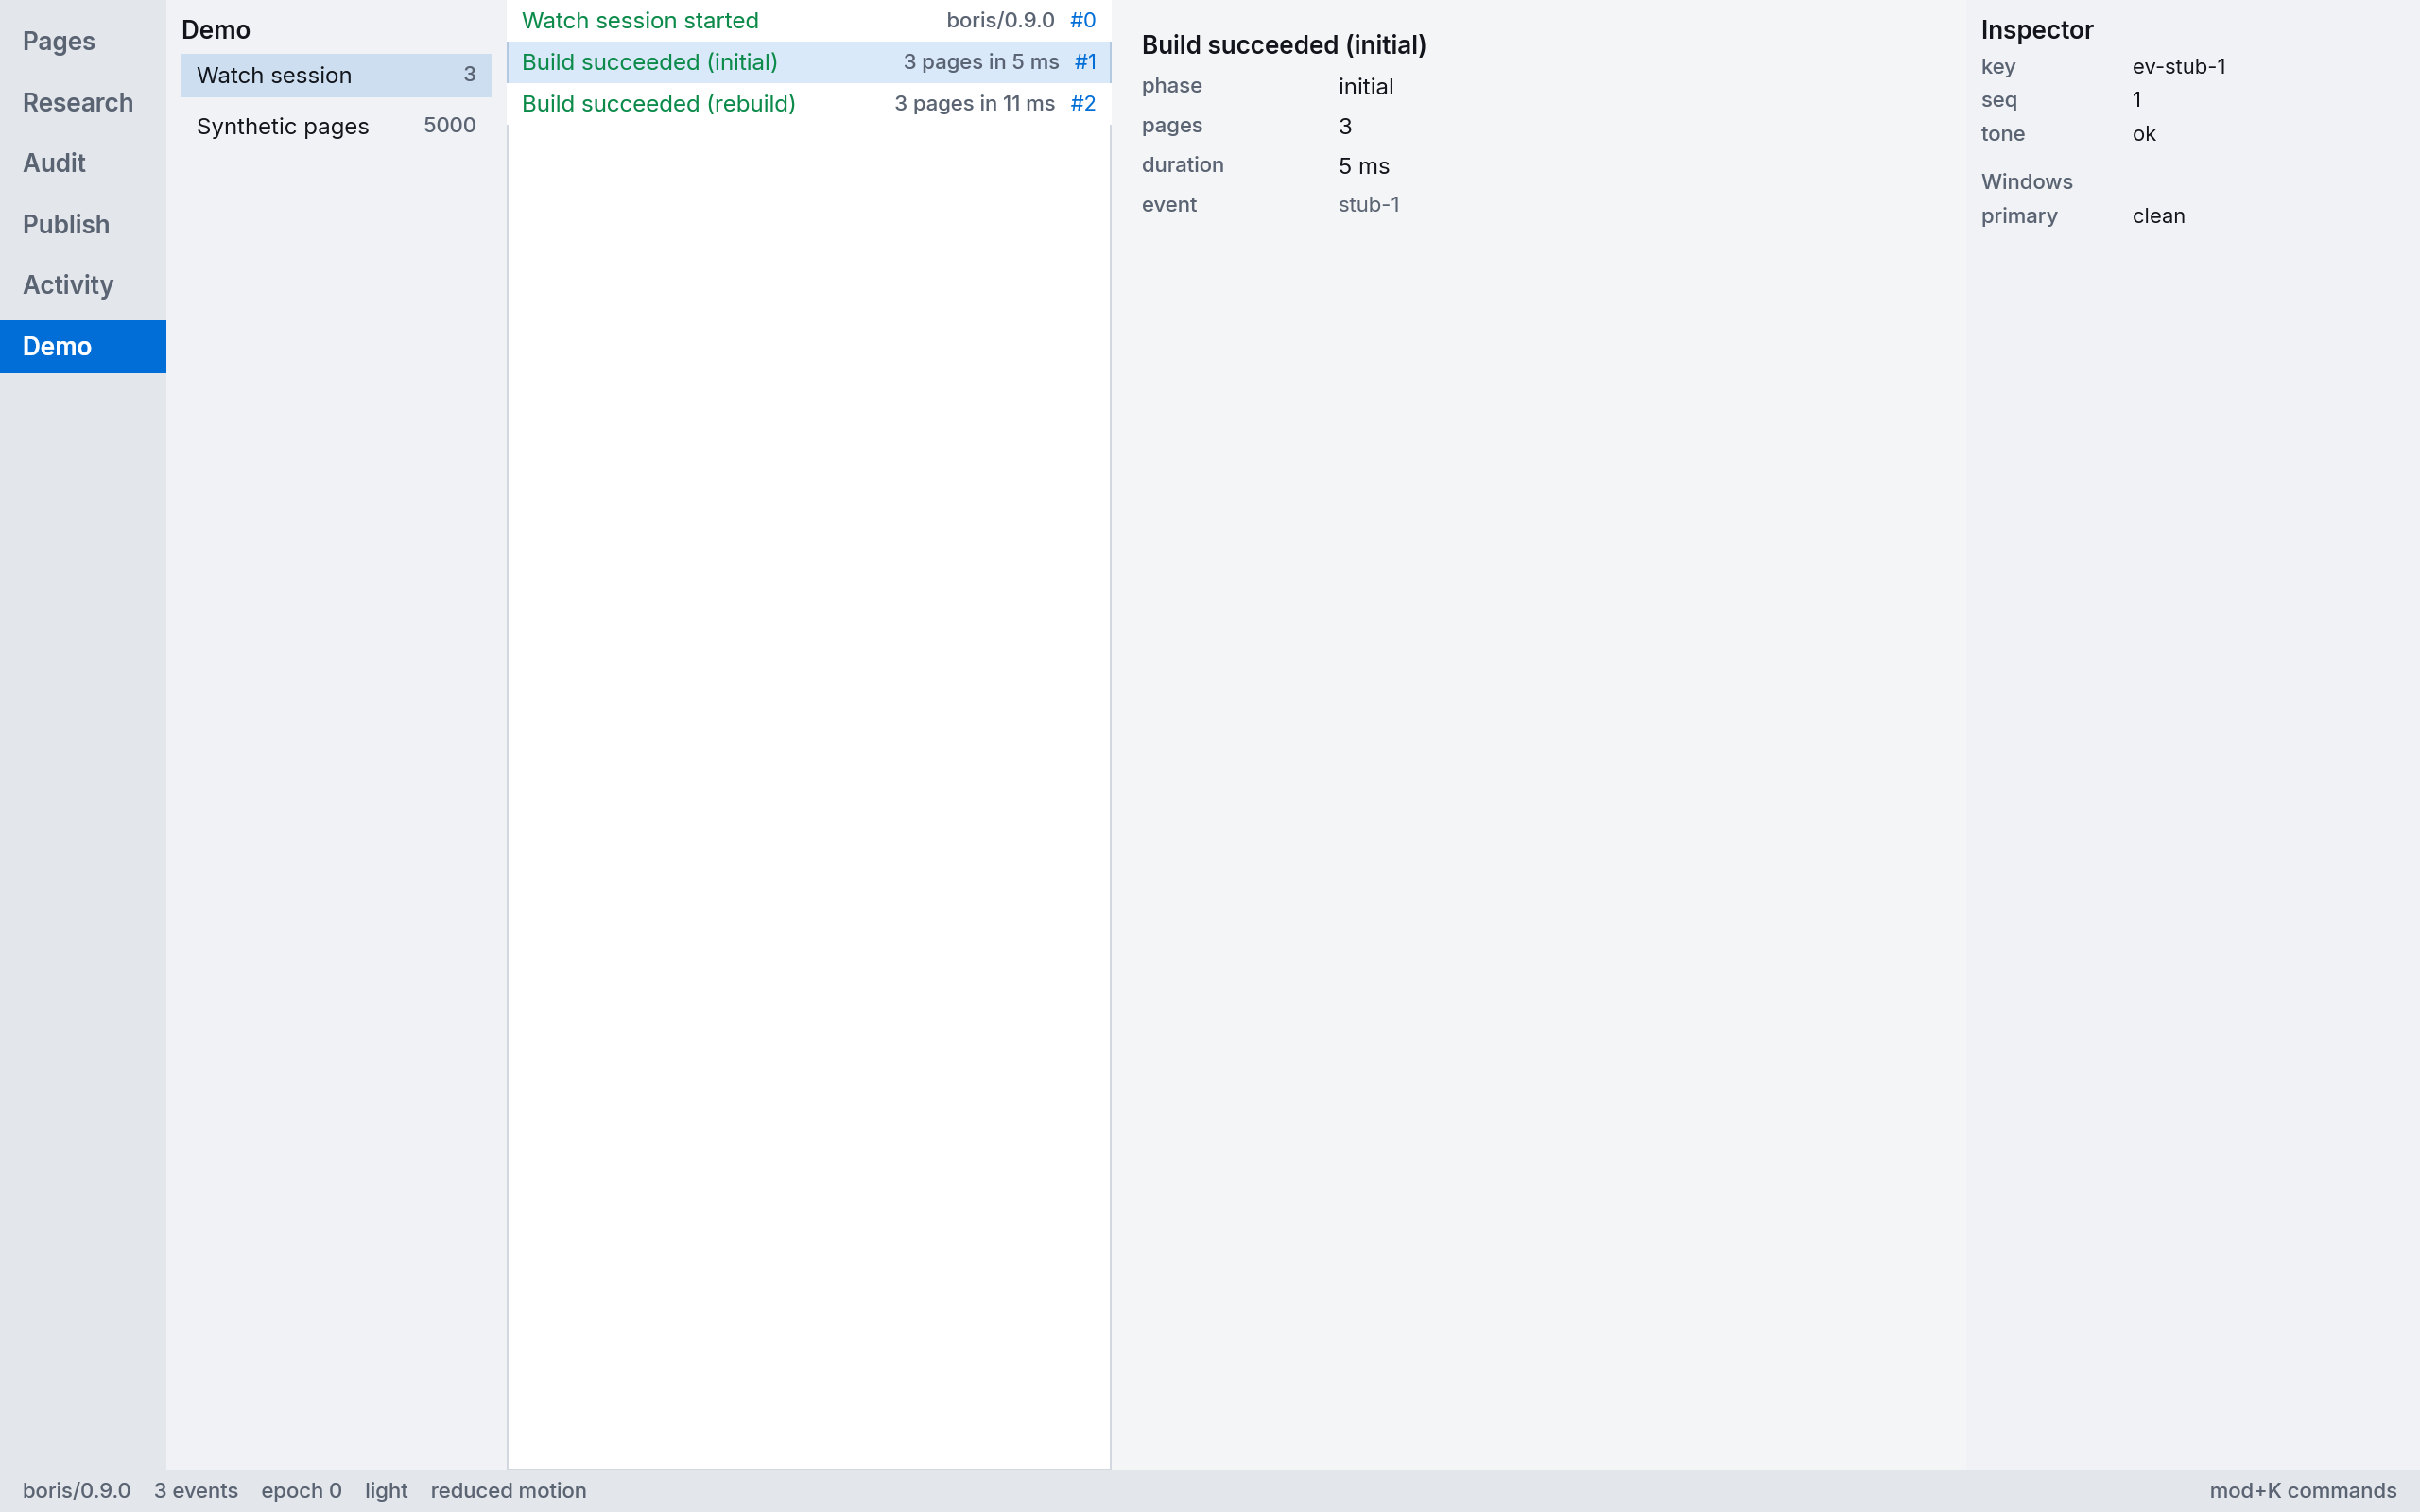 Pages
Research
Audit
Publish
Activity
Demo
Demo
Watch session 3
Synthetic pages 5000
Watch session started boris/0.9.0 #0
Build succeeded (initial) 3 pages in 5 ms #1
Build succeeded (rebuild) 3 pages in 11 ms #2
Build succeeded (initial)
phase initial
pages 3
duration 5 ms
event stub-1
Inspector
key ev-stub-1
seq 1
tone ok
Windows
primary clean
boris/0.9.0 3 events epoch 0 light reduced motion mod+K commands